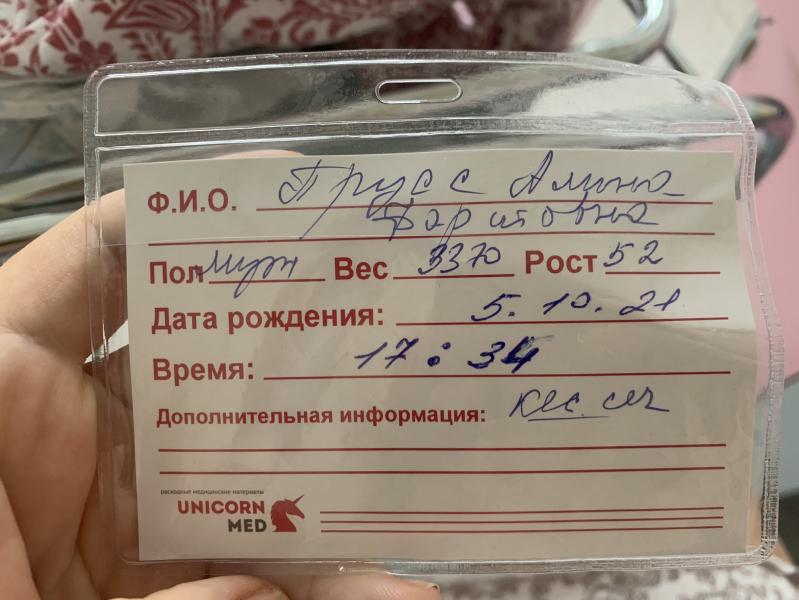 Ф.И.О. Прусс Алина
Фаритовна
Пол муж Вес 3370 Рост 52
Дата рождения: 5.10.21
Время: 17:34
Дополнительная информация: кес. сеч
расходные медицинские материалы
UNICORN
MED